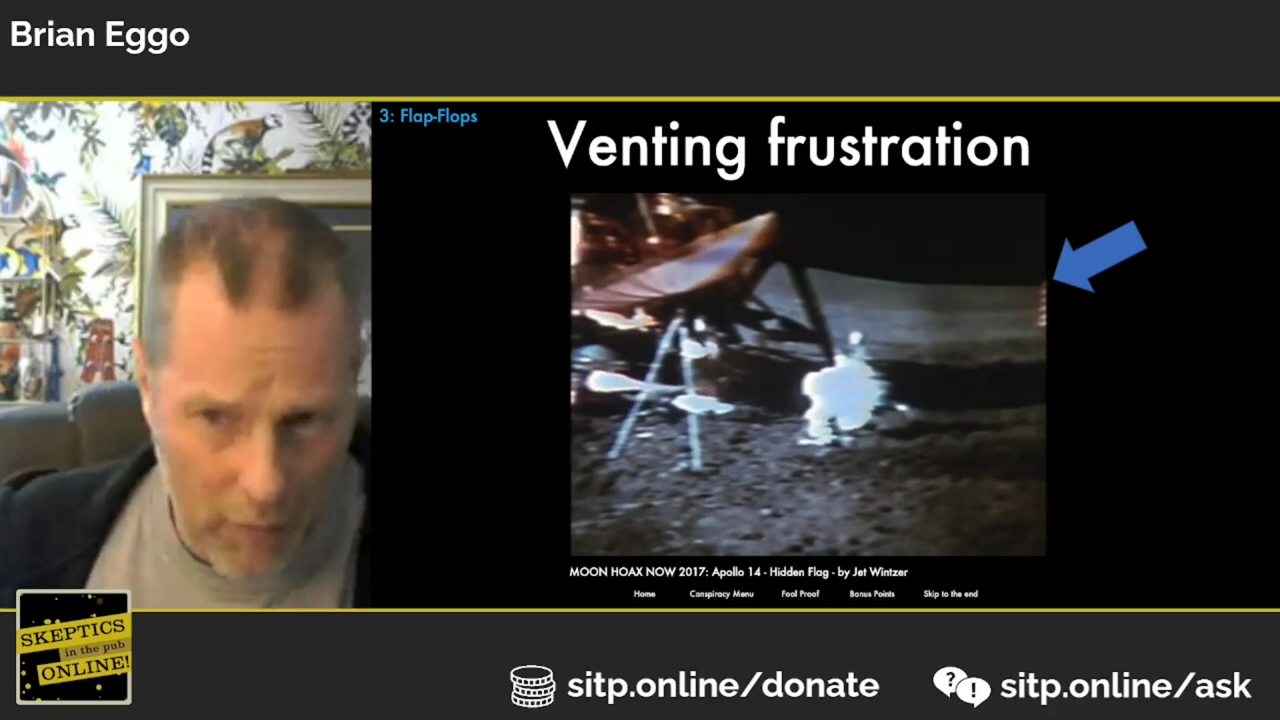 Brian Eggo
3: Flap-Flops
Venting frustration
MOON HOAX NOW 2017: Apollo 14 - Hidden Flag - by Jet Wintzer
Home Conspiracy Menu Fool Proof Bonus Points Skip to the end
SKEPTICS
in the pub
ONLINE!
sitp.online/donate
? !
sitp.online/ask